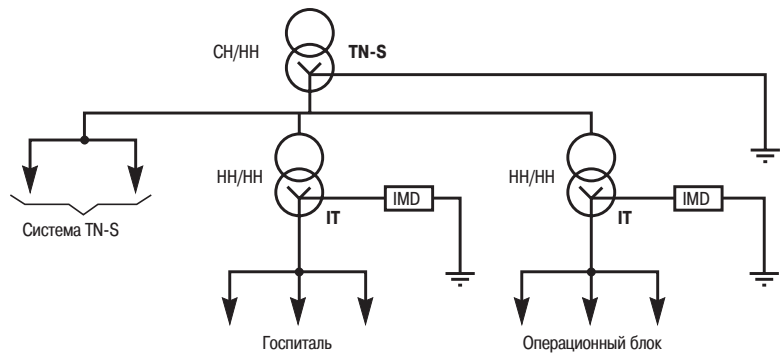 СН/НН
TN-S
НН/НН
IMD
IT
НН/НН
IMD
IT
Система TN-S
Госпиталь
Операционный блок